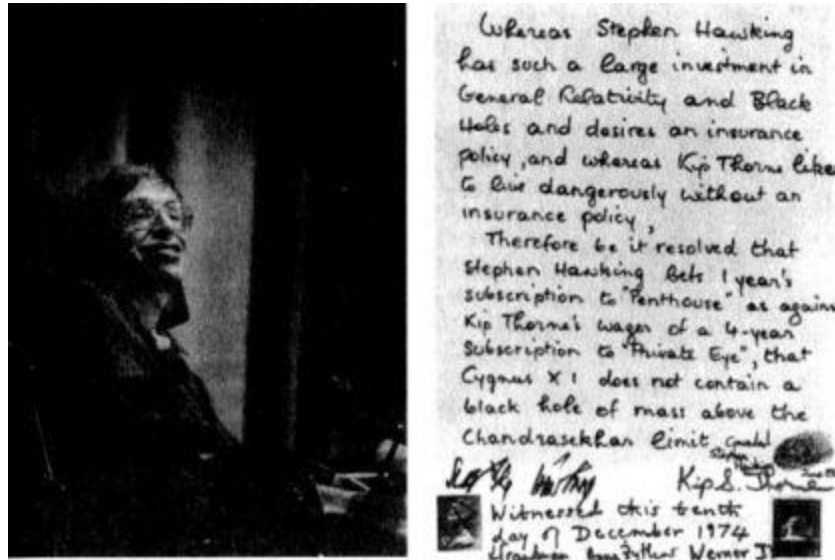 Whereas Stephen Hawking
has such a large investment in
General Relativity and Black
Holes and desires an insurance
policy, and whereas Kip Thorne likes
to live dangerously without an
insurance policy,
Therefore be it resolved that
Stephen Hawking bets 1 year's
subscription to "Penthouse" as against
Kip Thorne's wager of a 4-year
subscription to "Private Eye", that
Cygnus X 1 does not contain a
black hole of mass above the
Chandrasekhar limit
Kip S. Thorne
Witnessed this tenth
day of December 1974
Werner